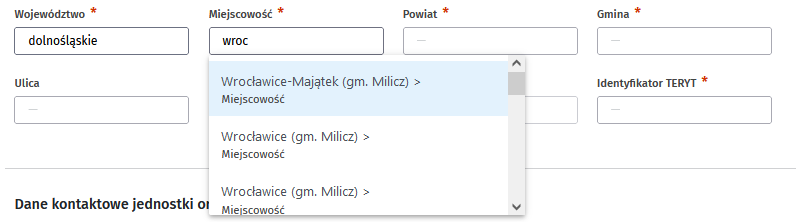 Województwo * Miejscowość * Powiat * Gmina *
dolnośląskie wroc — —
Ulica Identyfikator TERYT *
— —
Wrocławice-Majątek (gm. Milicz) >
Miejscowość
Wrocławice (gm. Milicz) >
Miejscowość
Wrocławice (gm. Milicz) >
Miejscowość
Dane kontaktowe jednostki